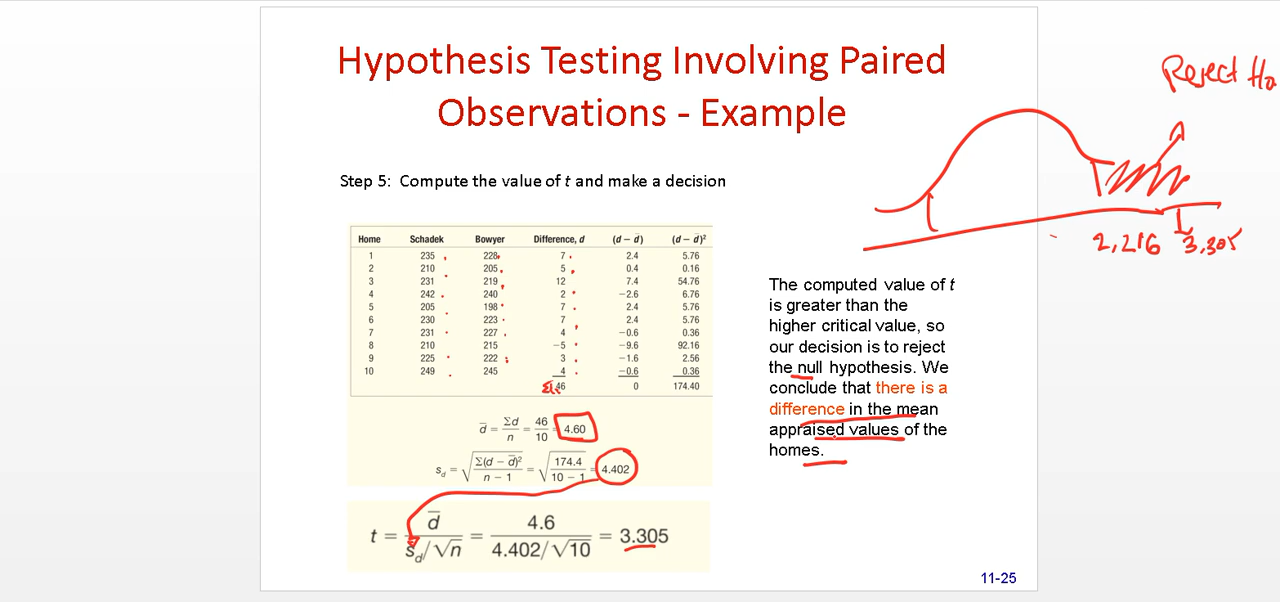 Hypothesis Testing Involving Paired
Observations - Example
Reject Ho
Step 5: Compute the value of t and make a decision
2,216 3,305
Home Schadek Bowyer Difference, d (d − d̅) (d − d̅)²
1 235 228 7 2.4 5.76
2 210 205 5 0.4 0.16
3 231 219 12 7.4 54.76
4 242 240 2 −2.6 6.76
5 205 198 7 2.4 5.76
6 230 223 7 2.4 5.76
7 231 227 4 −0.6 0.36
8 210 215 −5 −9.6 92.16
9 225 222 3 −1.6 2.56
10 249 245 4 −0.6 0.36
46 0 174.40
d̅ = Σd / n = 46 / 10 = 4.60
s_d = √(Σ(d − d̅)² / (n − 1)) = √(174.4 / (10 − 1)) = 4.402
t = d̅ / (s_d/√n) = 4.6 / (4.402/√10) = 3.305
The computed value of t
is greater than the
higher critical value, so
our decision is to reject
the null hypothesis. We
conclude that there is a
difference in the mean
appraised values of the
homes.
11-25